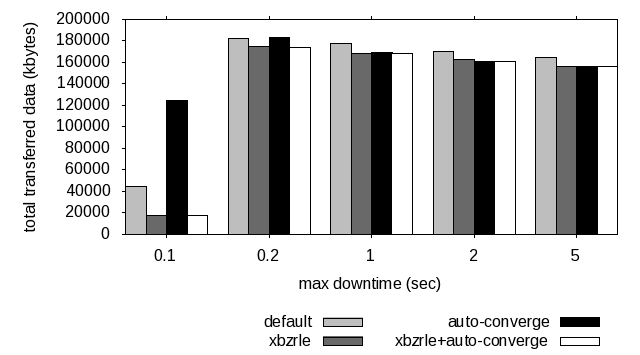 total transferred data (kbytes)
200000
180000
160000
140000
120000
100000
80000
60000
40000
20000
0
0.1 0.2 1 2 5
max downtime (sec)
default auto-converge
xbzrle xbzrle+auto-converge